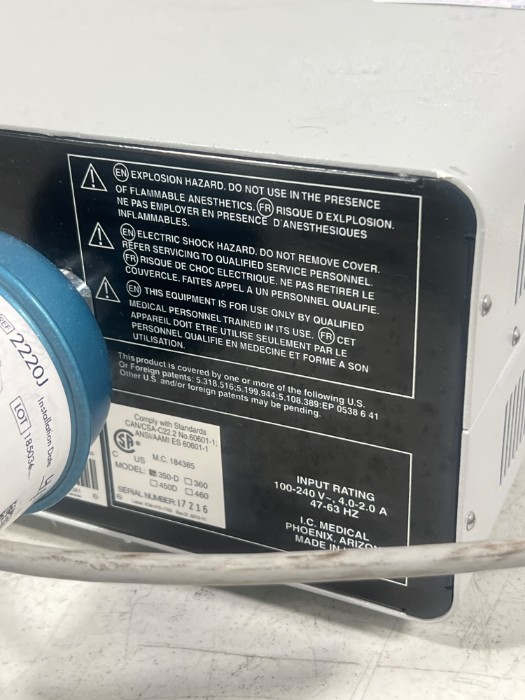 EN EXPLOSION HAZARD. DO NOT USE IN THE PRESENCE
OF FLAMMABLE ANESTHETICS. FR RISQUE D'EXLPLOSION.
NE PAS EMPLOYER EN PRESENCE D'ANESTHESIQUES
INFLAMMABLES.
EN ELECTRIC SHOCK HAZARD. DO NOT REMOVE COVER.
REFER SERVICING TO QUALIFIED SERVICE PERSONNEL.
FR RISQUE DE CHOC ELECTRIQUE. NE PAS RETIRER LE
COUVERCLE. FAITES APPEL A UN PERSONNEL QUALIFIE.
EN THIS EQUIPMENT IS FOR USE ONLY BY QUALIFIED
MEDICAL PERSONNEL TRAINED IN ITS USE. FR CET
APPAREIL DOIT ETRE UTILISE SEULEMENT PAR LE
PERSONNEL QUALIFIE EN MEDECINE ET FORME A SON
UTILISATION.
This product is covered by one or more of the following U.S.
Or Foreign patents: 5.318.516;5.199.944;5.108.389;EP 0538 6 41
Other U.S. and/or foreign patents may be pending.
REF 2220J
Installation Date
LOT
Comply with Standards
CAN/CSA-C22.2 No.60601-1;
ANSI/AAMI ES 60601-1
C US
M.C. 184385
MODEL: 350-D 360
450D 460
SERIAL NUMBER 17216
INPUT RATING
100-240 V~, 4.0-2.0 A
47-63 HZ
I.C. MEDICAL
PHOENIX, ARIZO
MADE IN